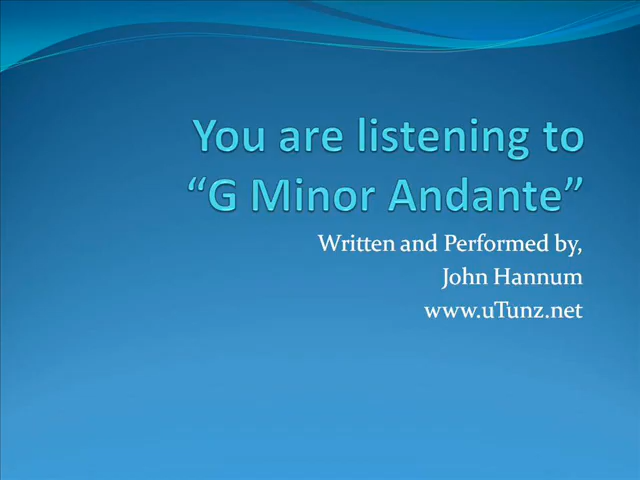 You are listening to
“G Minor Andante”
Written and Performed by,
John Hannum
www.uTunz.net